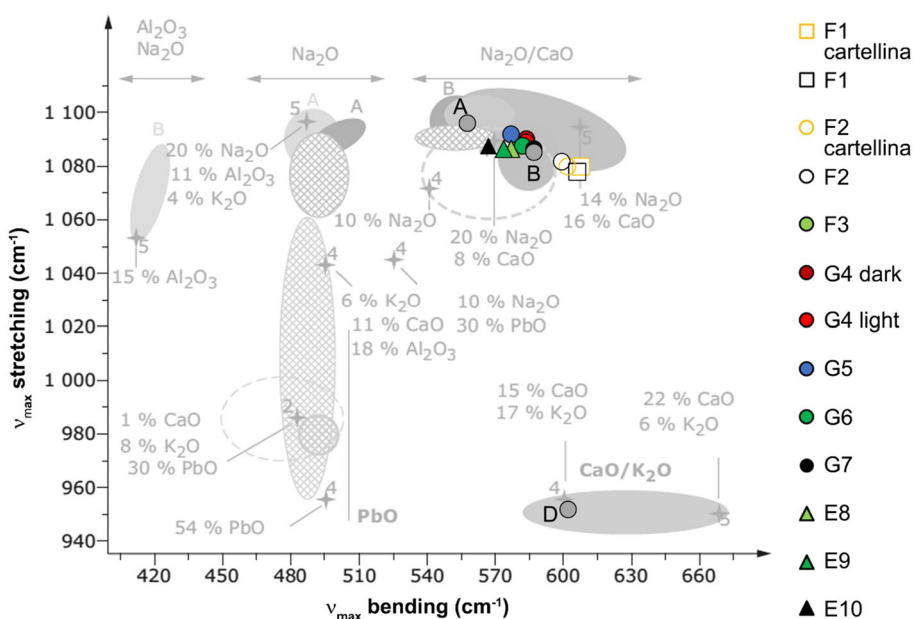 Al₂O₃
Na₂O
Na₂O
Na₂O/CaO
1 100
1 080
1 060
1 040
1 020
1 000
980
960
940
ν_max stretching (cm⁻¹)
B
5
A
A
B
A
5
20 % Na₂O
11 % Al₂O₃
4 % K₂O
B
4
10 % Na₂O
20 % Na₂O
8 % CaO
14 % Na₂O
16 % CaO
5
15 % Al₂O₃
4
4
6 % K₂O
11 % CaO
18 % Al₂O₃
10 % Na₂O
30 % PbO
1 % CaO
8 % K₂O
30 % PbO
2
15 % CaO
17 % K₂O
22 % CaO
6 % K₂O
4
54 % PbO
PbO
4
CaO/K₂O
D
5
420
450
480
510
540
570
600
630
660
ν_max bending (cm⁻¹)
F1
cartellina
F1
F2
cartellina
F2
F3
G4 dark
G4 light
G5
G6
G7
E8
E9
E10